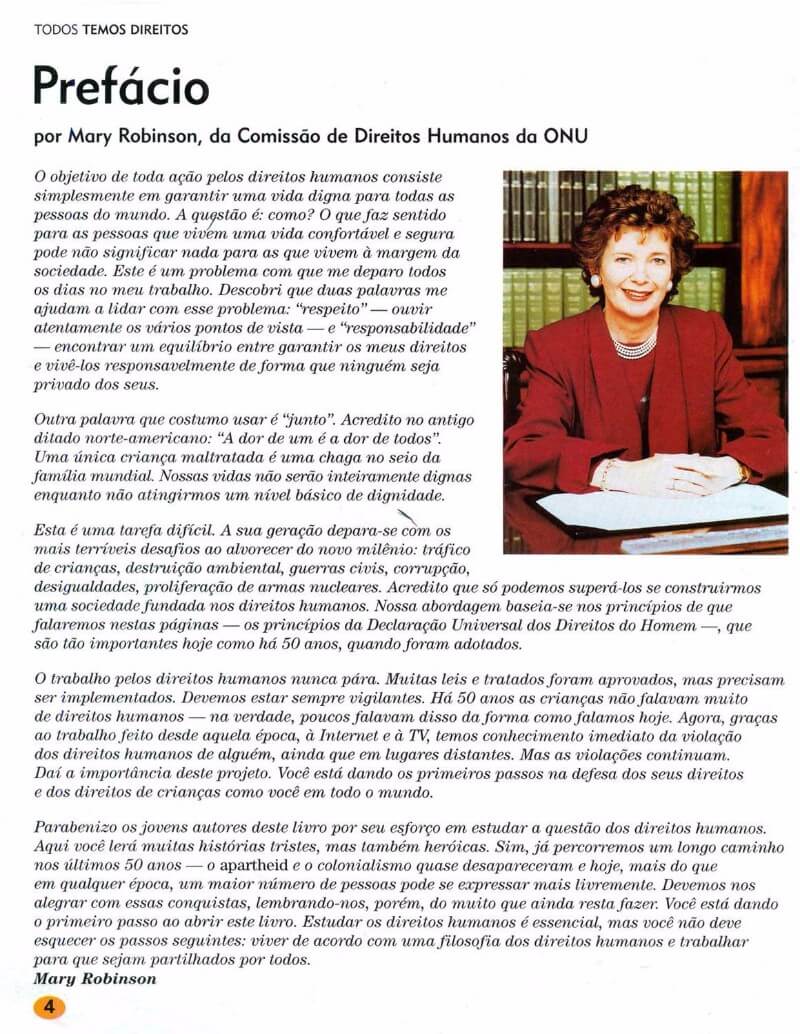 TODOS TEMOS DIREITOS
Prefácio
por Mary Robinson, da Comissão de Direitos Humanos da ONU
O objetivo de toda ação pelos direitos humanos consiste
simplesmente em garantir uma vida digna para todas as
pessoas do mundo. A questão é: como? O que faz sentido
para as pessoas que vivem uma vida confortável e segura
pode não significar nada para as que vivem à margem da
sociedade. Este é um problema com que me deparo todos
os dias no meu trabalho. Descobri que duas palavras me
ajudam a lidar com esse problema: “respeito” — ouvir
atentamente os vários pontos de vista — e “responsabilidade”
— encontrar um equilíbrio entre garantir os meus direitos
e vivê-los responsavelmente de forma que ninguém seja
privado dos seus.
Outra palavra que costumo usar é “junto”. Acredito no antigo
ditado norte-americano: “A dor de um é a dor de todos”.
Uma única criança maltratada é uma chaga no seio da
família mundial. Nossas vidas não serão inteiramente dignas
enquanto não atingirmos um nível básico de dignidade.
Esta é uma tarefa difícil. A sua geração depara-se com os
mais terríveis desafios ao alvorecer do novo milênio: tráfico
de crianças, destruição ambiental, guerras civis, corrupção,
desigualdades, proliferação de armas nucleares. Acredito que só podemos superá-los se construirmos
uma sociedade fundada nos direitos humanos. Nossa abordagem baseia-se nos princípios de que
falaremos nestas páginas — os princípios da Declaração Universal dos Direitos do Homem —, que
são tão importantes hoje como há 50 anos, quando foram adotados.
O trabalho pelos direitos humanos nunca pára. Muitas leis e tratados foram aprovados, mas precisam
ser implementados. Devemos estar sempre vigilantes. Há 50 anos as crianças não falavam muito
de direitos humanos — na verdade, poucos falavam disso da forma como falamos hoje. Agora, graças
ao trabalho feito desde aquela época, à Internet e à TV, temos conhecimento imediato da violação
dos direitos humanos de alguém, ainda que em lugares distantes. Mas as violações continuam.
Daí a importância deste projeto. Você está dando os primeiros passos na defesa dos seus direitos
e dos direitos de crianças como você em todo o mundo.
Parabenizo os jovens autores deste livro por seu esforço em estudar a questão dos direitos humanos.
Aqui você lerá muitas histórias tristes, mas também heróicas. Sim, já percorremos um longo caminho
nos últimos 50 anos — o apartheid e o colonialismo quase desapareceram e hoje, mais do que
em qualquer época, um maior número de pessoas pode se expressar mais livremente. Devemos nos
alegrar com essas conquistas, lembrando-nos, porém, do muito que ainda resta fazer. Você está dando
o primeiro passo ao abrir este livro. Estudar os direitos humanos é essencial, mas você não deve
esquecer os passos seguintes: viver de acordo com uma filosofia dos direitos humanos e trabalhar
para que sejam partilhados por todos.
Mary Robinson
4